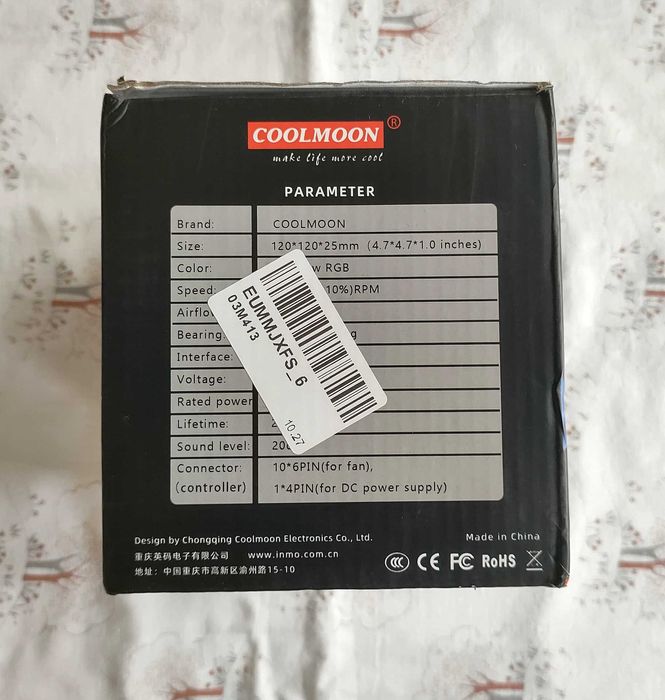 COOLMOON ®
make life more cool
PARAMETER
Brand: COOLMOON
Size: 120*120*25mm (4.7*4.7*1.0 inches)
Color: RGB
Speed: 10%)RPM
Airflo
Bearing
Interface:
Voltage:
Rated power
Lifetime:
Sound level:
Connector: 10*6PIN(for fan),
(controller) 1*4PIN(for DC power supply)
EUMMJXFS_6
03M413
10.27
Design by Chongqing Coolmoon Electronics Co., Ltd. Made in China
重庆英码电子有限公司 www.inmo.com.cn
地址：中国重庆市高新区渝州路15-10
CCC CE FC RoHS